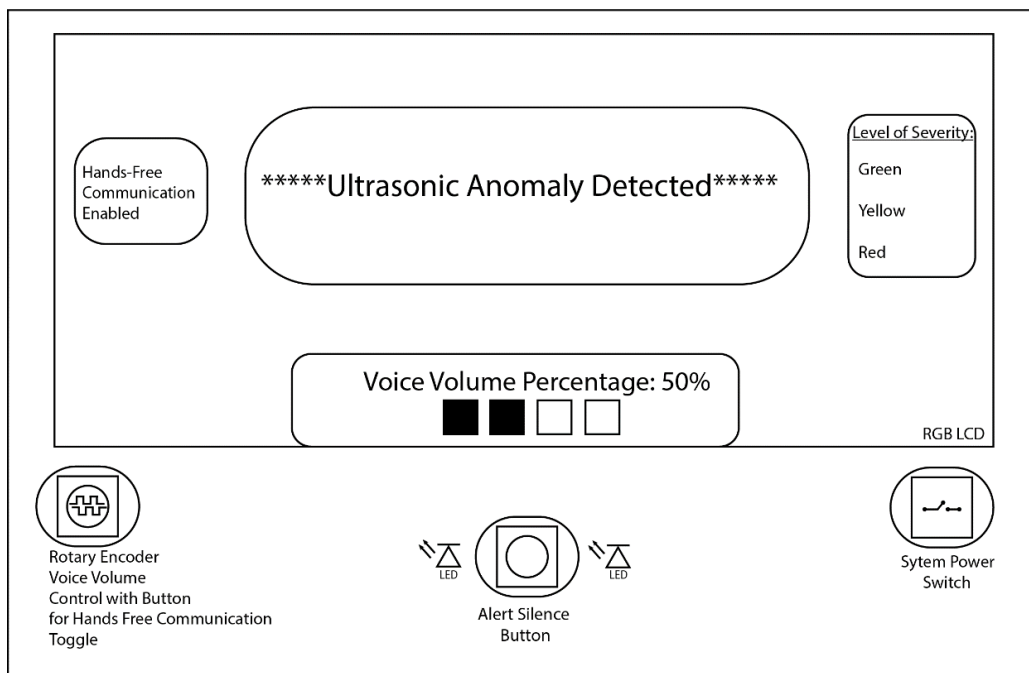 Hands-Free
Communication
Enabled
*****Ultrasonic Anomaly Detected*****
Level of Severity:
Green
Yellow
Red
Voice Volume Percentage: 50%
RGB LCD
Rotary Encoder
Voice Volume
Control with Button
for Hands Free Communication
Toggle
LED
LED
Alert Silence
Button
Sytem Power
Switch